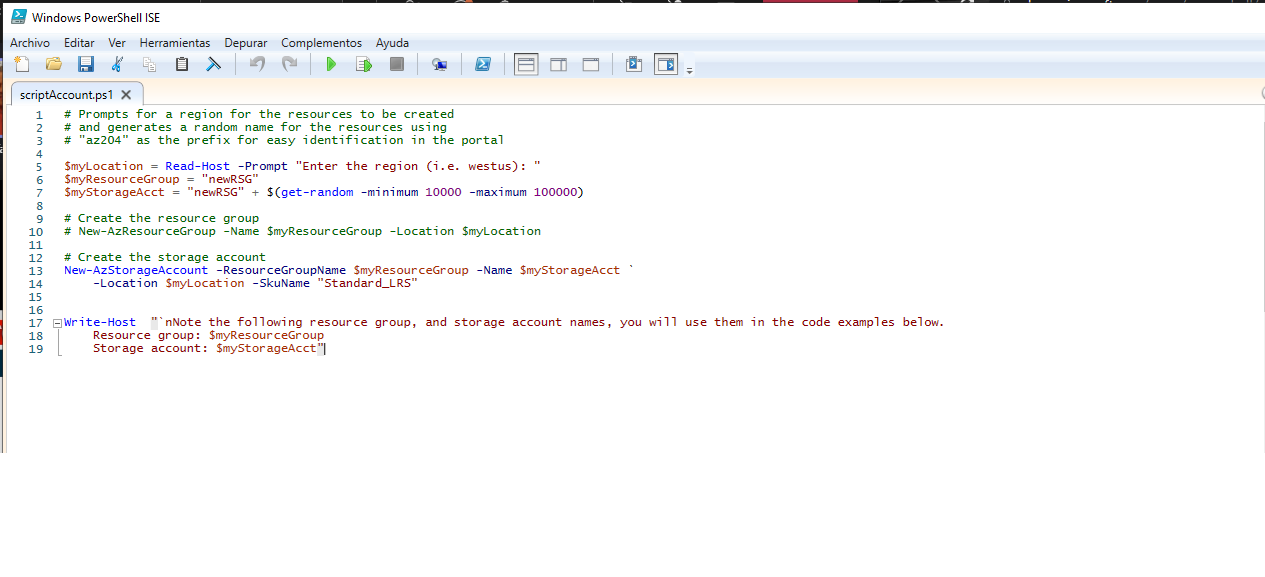 Windows PowerShell ISE
Archivo Editar Ver Herramientas Depurar Complementos Ayuda
scriptAccount.ps1
1 # Prompts for a region for the resources to be created
2 # and generates a random name for the resources using
3 # "az204" as the prefix for easy identification in the portal
4
5 $myLocation = Read-Host -Prompt "Enter the region (i.e. westus): "
6 $myResourceGroup = "newRSG"
7 $myStorageAcct = "newRSG" + $(get-random -minimum 10000 -maximum 100000)
8
9 # Create the resource group
10 # New-AzResourceGroup -Name $myResourceGroup -Location $myLocation
11
12 # Create the storage account
13 New-AzStorageAccount -ResourceGroupName $myResourceGroup -Name $myStorageAcct `
14     -Location $myLocation -SkuName "Standard_LRS"
15
16
17 Write-Host  "`nNote the following resource group, and storage account names, you will use them in the code examples below.
18     Resource group: $myResourceGroup
19     Storage account: $myStorageAcct"